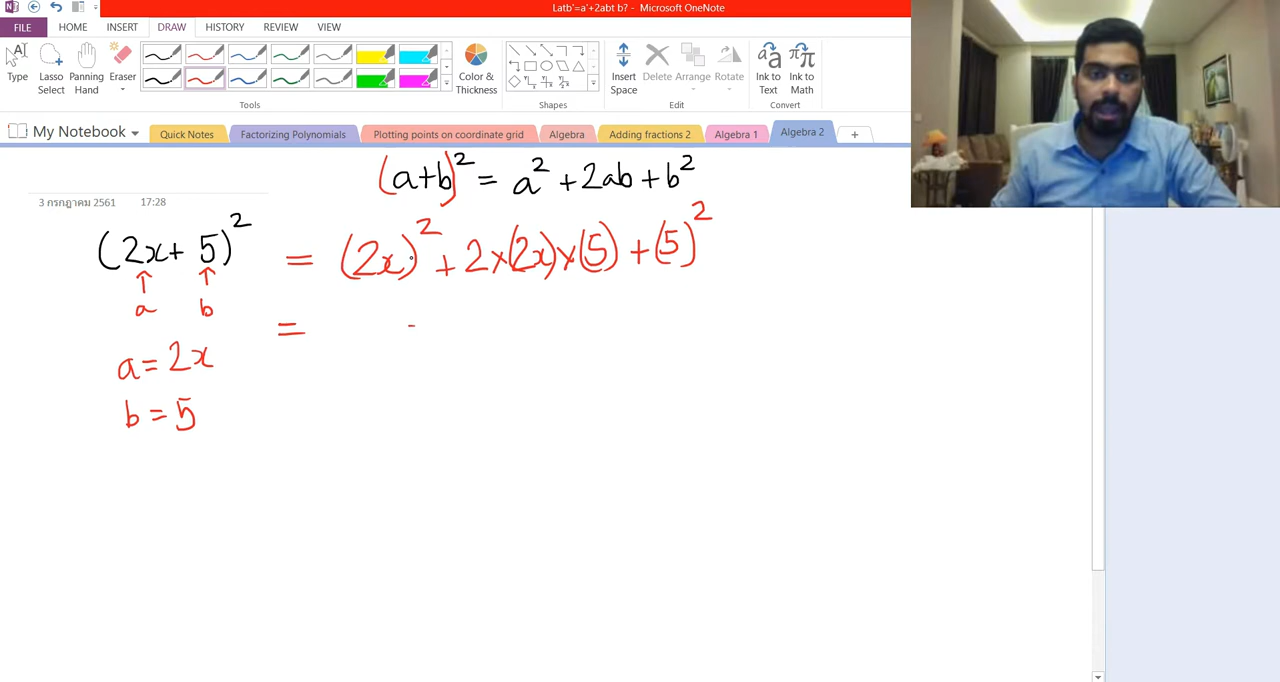 Latb'=a'+2abt b? - Microsoft OneNote
FILE HOME INSERT DRAW HISTORY REVIEW VIEW
Type Lasso Select Panning Hand Eraser Color & Thickness Insert Space Delete Arrange Rotate Ink to Text Ink to Math
Tools Shapes Edit Convert
My Notebook Quick Notes Factorizing Polynomials Plotting points on coordinate grid Algebra Adding fractions 2 Algebra 1 Algebra 2 +
(a+b)² = a² + 2ab + b²
3 กรกฎาคม 2561 17:28
(2x + 5)² = (2x)² + 2×(2x)×(5) + (5)²
↑ ↑
a b
=
a = 2x
b = 5